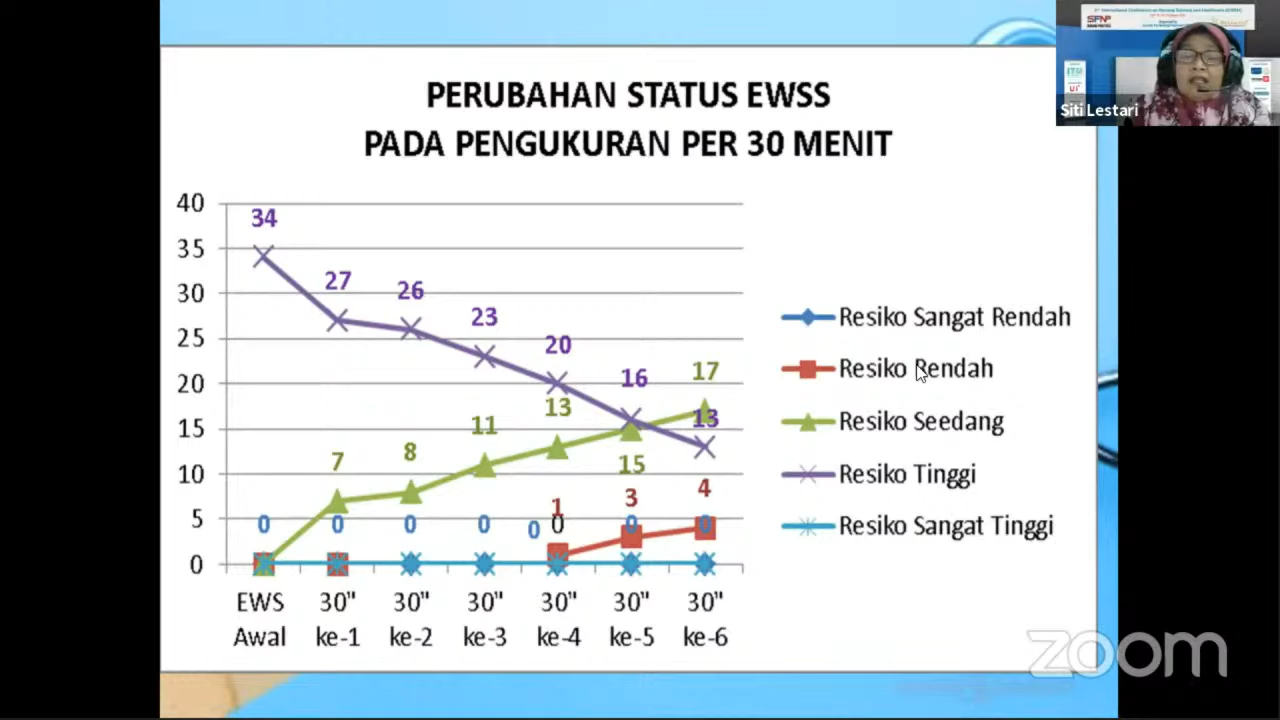 PERUBAHAN STATUS EWSS
PADA PENGUKURAN PER 30 MENIT
40
35
30
25
20
15
10
5
0
34
27
26
23
20
16
13
7
8
11
13
15
17
1
3
4
0
0
0
0
0
0
0
0
EWS Awal
30" ke-1
30" ke-2
30" ke-3
30" ke-4
30" ke-5
30" ke-6
Resiko Sangat Rendah
Resiko Rendah
Resiko Seedang
Resiko Tinggi
Resiko Sangat Tinggi
Siti Lestari
zoom